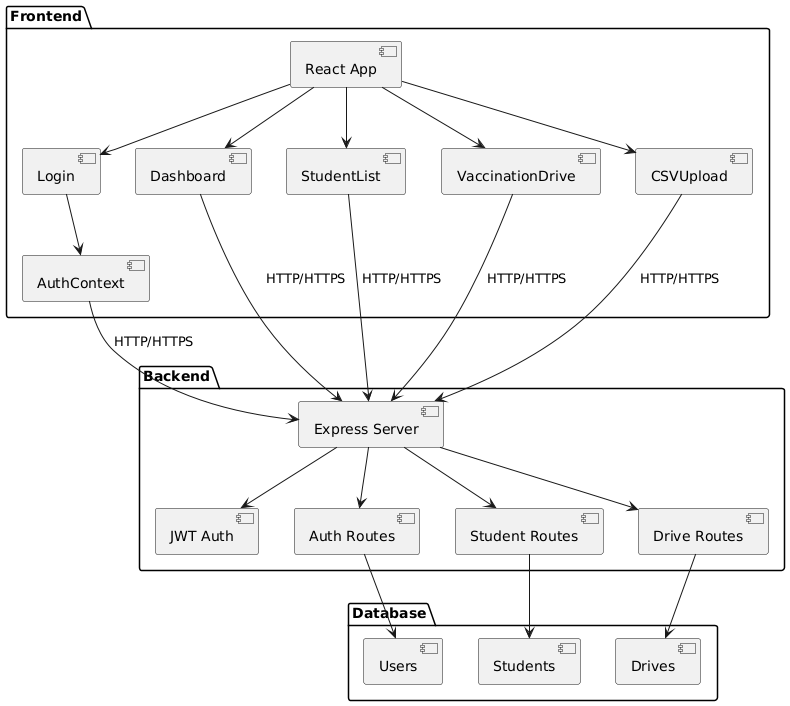 Frontend
React App
Login
Dashboard
StudentList
VaccinationDrive
CSVUpload
AuthContext
HTTP/HTTPS
HTTP/HTTPS
HTTP/HTTPS
HTTP/HTTPS
HTTP/HTTPS
Backend
Express Server
JWT Auth
Auth Routes
Student Routes
Drive Routes
Database
Users
Students
Drives